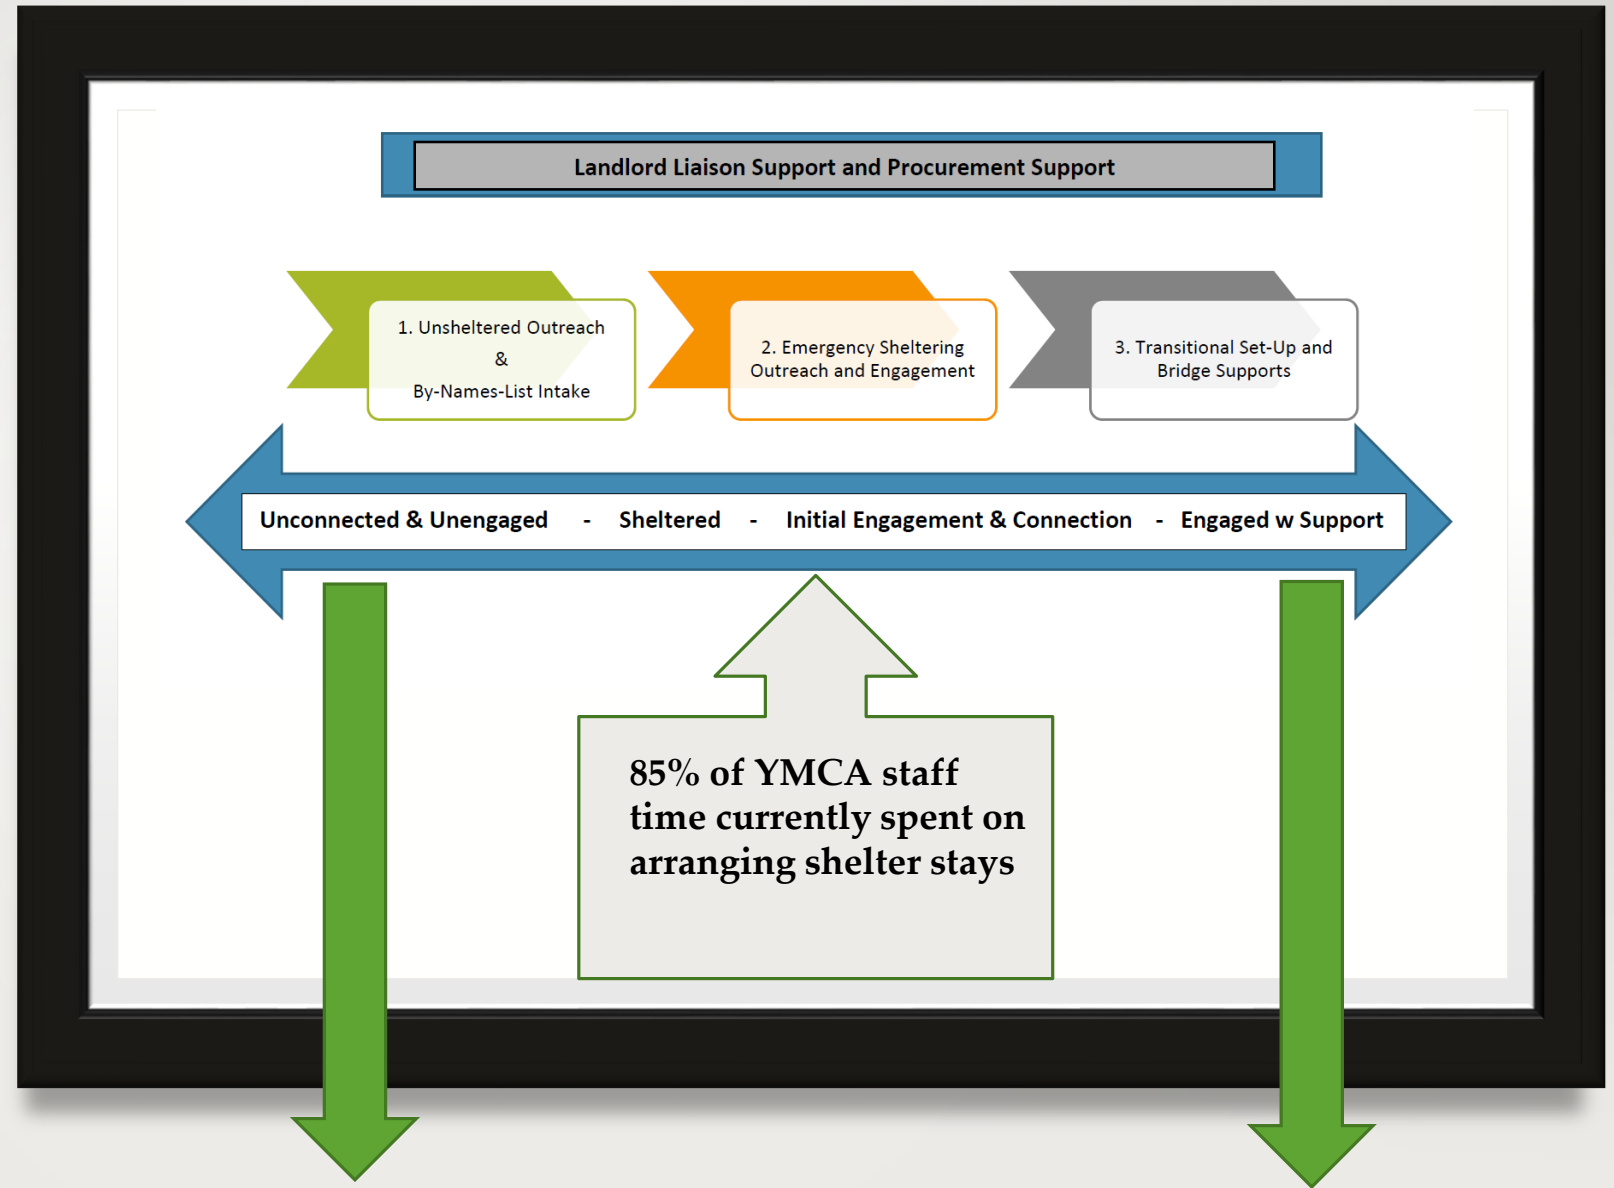 Landlord Liaison Support and Procurement Support
1. Unsheltered Outreach
&
By-Names-List Intake
2. Emergency Sheltering
Outreach and Engagement
3. Transitional Set-Up and
Bridge Supports
Unconnected & Unengaged - Sheltered - Initial Engagement & Connection - Engaged w Support
85% of YMCA staff
time currently spent on
arranging shelter stays